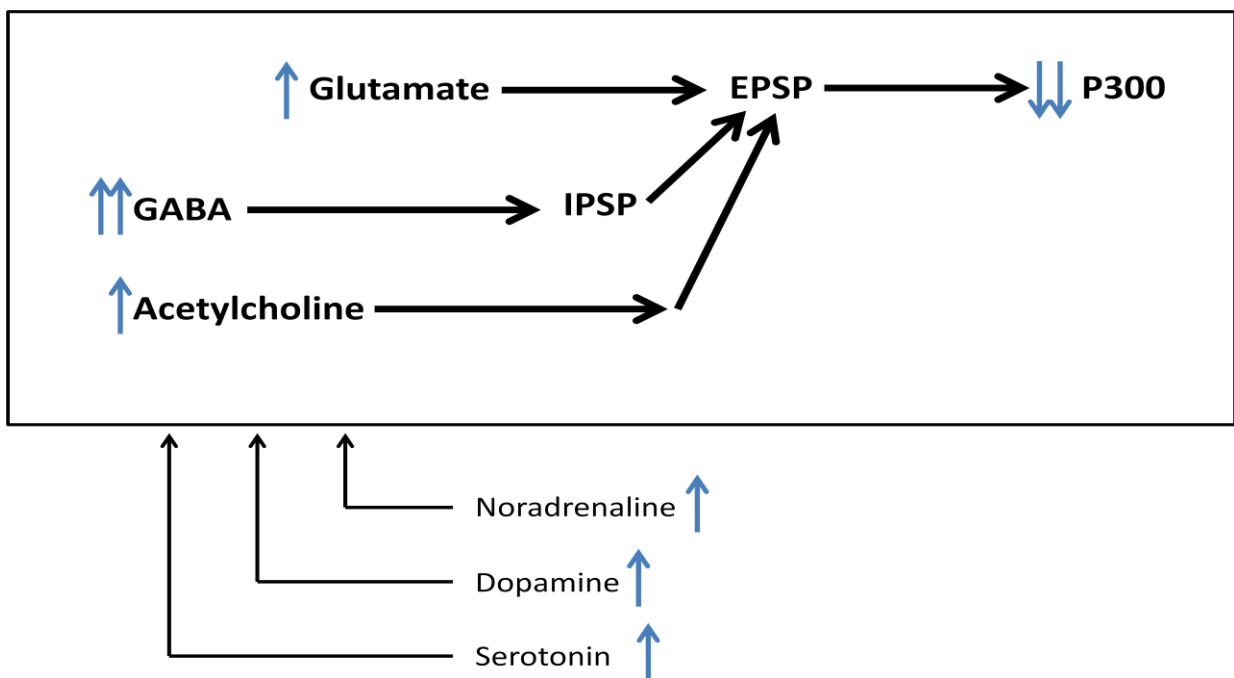 Glutamate EPSP P300
GABA IPSP
Acetylcholine
Noradrenaline
Dopamine
Serotonin